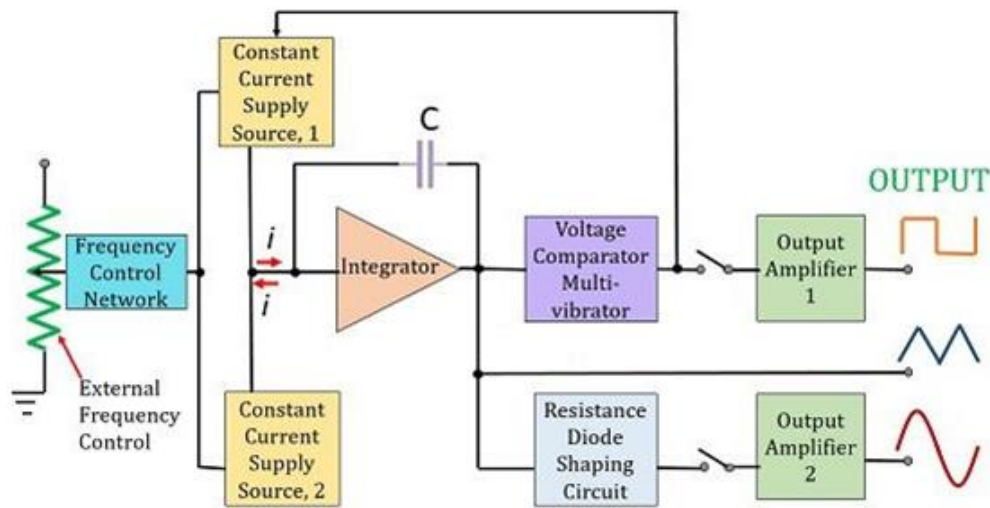 Constant
Current
Supply
Source, 1
C
OUTPUT
Frequency
Control
Network
i
i
Integrator
Voltage
Comparator
Multi-
vibrator
Output
Amplifier
1
External
Frequency
Control
Constant
Current
Supply
Source, 2
Resistance
Diode
Shaping
Circuit
Output
Amplifier
2